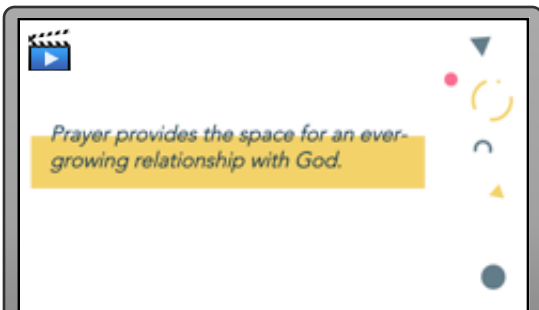 Prayer provides the space for an ever-
growing relationship with God.